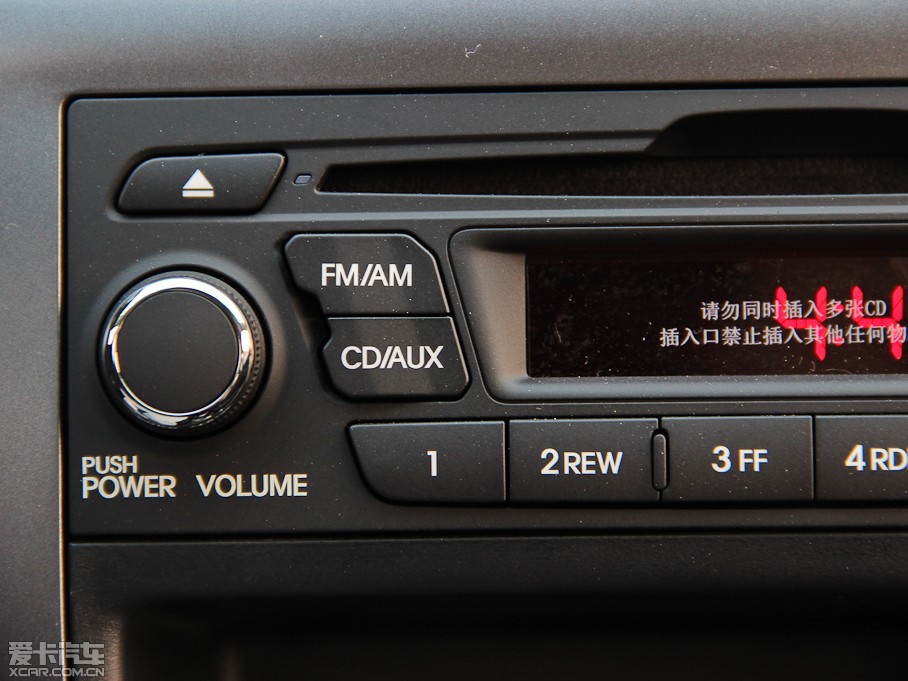 FM/AM
CD/AUX
请勿同时插入多张CD
插入口禁止插入其他任何物
PUSH
POWER VOLUME
1
2 REW
3 FF
4 RD
爱卡汽车
XCAR.COM.CN